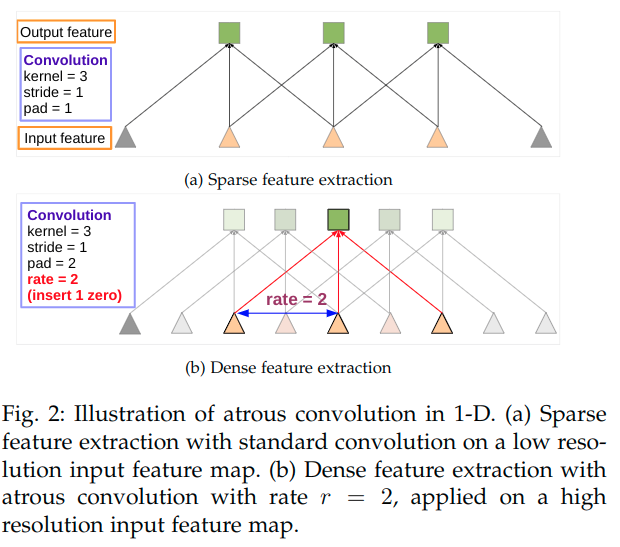 Output feature
Convolution
kernel = 3
stride = 1
pad = 1
Input feature
(a) Sparse feature extraction
Convolution
kernel = 3
stride = 1
pad = 2
rate = 2
(insert 1 zero)
rate = 2
(b) Dense feature extraction
Fig. 2: Illustration of atrous convolution in 1-D. (a) Sparse
feature extraction with standard convolution on a low reso-
lution input feature map. (b) Dense feature extraction with
atrous convolution with rate r = 2, applied on a high
resolution input feature map.